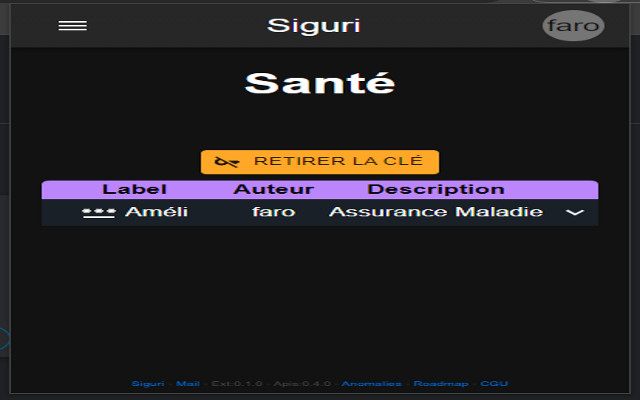 Siguri
faro
Santé
RETIRER LA CLÉ
Label Auteur Description
Améli faro Assurance Maladie
Siguri - Mail - Ext:0.1.0 - Apis:0.4.0 - Anomalies - Roadmap - CGU